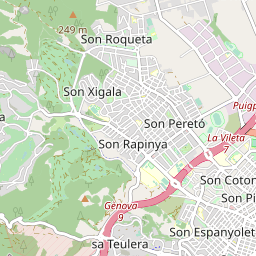 249 m
Son Roqueta
Son Xigala
Puigp
Son Peretó
La Vileta
7
Son Rapinya
Son Coton
Son Pi
Genova
9
Son Espanyolet
sa Teulera
a